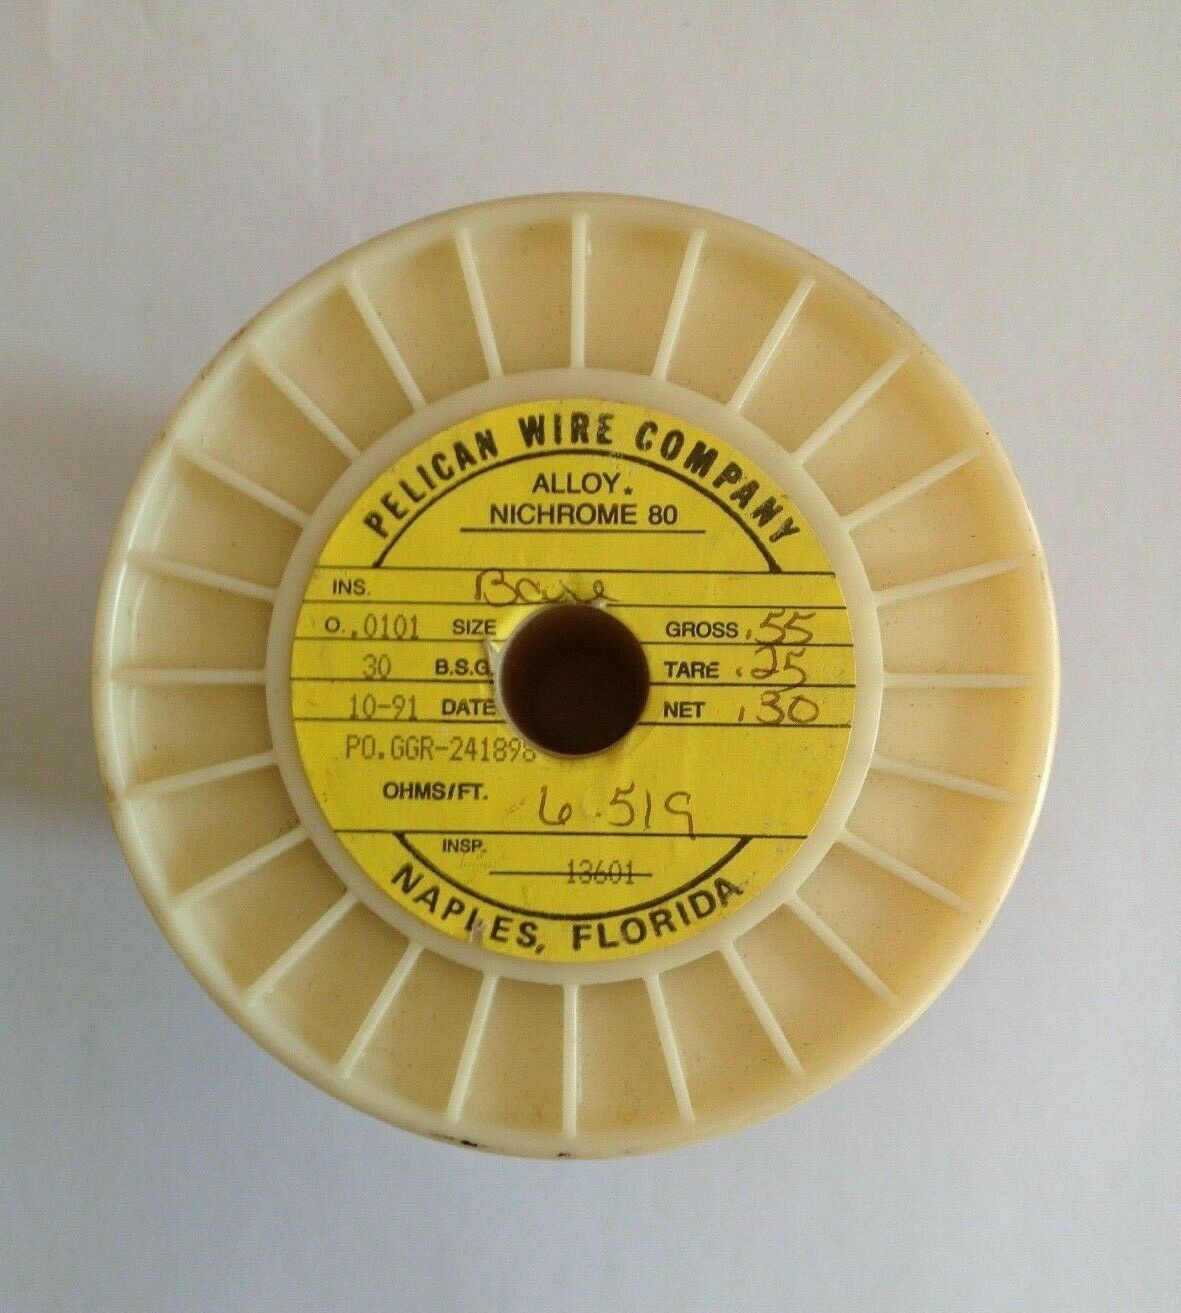 PELICAN WIRE COMPANY
ALLOY.
NICHROME 80
INS. Bare
O. .0101 SIZE GROSS .55
30 B.S.G. TARE .25
10-91 DATE NET .30
PO.GGR-241898
OHMS/FT. 6.519
INSP. 13601
NAPLES, FLORIDA